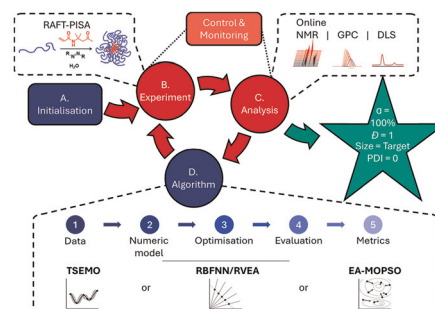 RAFT-PISA
H₂O
Control &
Monitoring
Online
NMR | GPC | DLS
A.
Initialisation
B.
Experiment
C.
Analysis
α =
100%
Đ = 1
Size = Target
PDI = 0
D.
Algorithm
1 2 3 4 5
Data Numeric model Optimisation Evaluation Metrics
TSEMO or RBFNN/RVEA or EA-MOPSO